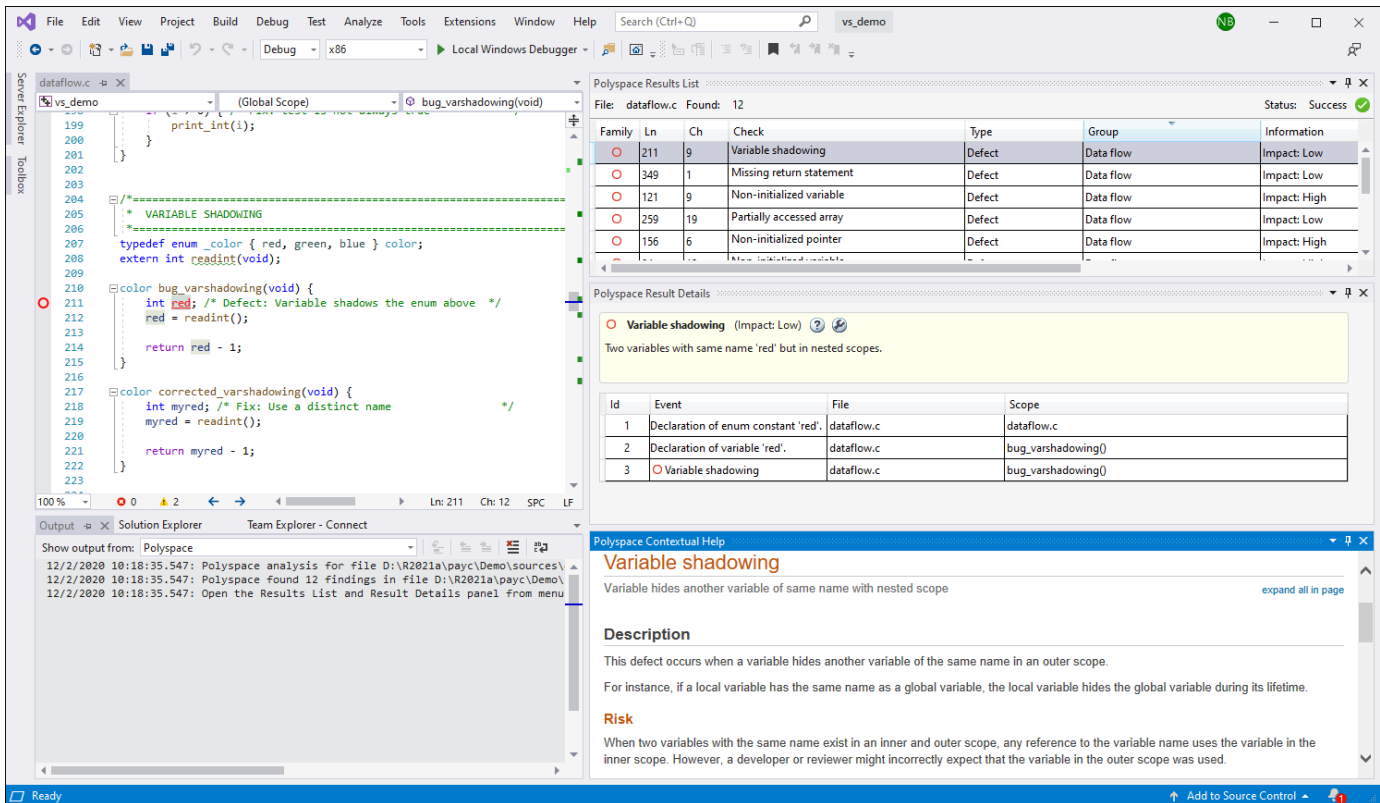 File Edit View Project Build Debug Test Analyze Tools Extensions Window Help Search (Ctrl+Q) vs_demo NB
Debug x86 Local Windows Debugger
Server Explorer
Toolbox
dataflow.c
vs_demo (Global Scope) bug_varshadowing(void)
199 print_int(i);
200 }
201 }
202
203
204 /*==================================================================
205 * VARIABLE SHADOWING
206 *==================================================================
207 typedef enum _color { red, green, blue } color;
208 extern int readint(void);
209
210 color bug_varshadowing(void) {
211 int red; /* Defect: Variable shadows the enum above */
212 red = readint();
213
214 return red - 1;
215 }
216
217 color corrected_varshadowing(void) {
218 int myred; /* Fix: Use a distinct name */
219 myred = readint();
220
221 return myred - 1;
222 }
223
100 % 0 2 Ln: 211 Ch: 12 SPC LF
Output Solution Explorer Team Explorer - Connect
Show output from: Polyspace
12/2/2020 10:18:35.547: Polyspace analysis for file D:\R2021a\payc\Demo\sources\
12/2/2020 10:18:35.547: Polyspace found 12 findings in file D:\R2021a\payc\Demo\
12/2/2020 10:18:35.547: Open the Results List and Result Details panel from menu
Polyspace Results List
File: dataflow.c Found: 12 Status: Success
Family Ln Ch Check Type Group Information
211 9 Variable shadowing Defect Data flow Impact: Low
349 1 Missing return statement Defect Data flow Impact: Low
121 9 Non-initialized variable Defect Data flow Impact: High
259 19 Partially accessed array Defect Data flow Impact: Low
156 6 Non-initialized pointer Defect Data flow Impact: High
Polyspace Result Details
Variable shadowing (Impact: Low) ?
Two variables with same name 'red' but in nested scopes.
Id Event File Scope
1 Declaration of enum constant 'red'. dataflow.c dataflow.c
2 Declaration of variable 'red'. dataflow.c bug_varshadowing()
3 Variable shadowing dataflow.c bug_varshadowing()
Polyspace Contextual Help
Variable shadowing
Variable hides another variable of same name with nested scope expand all in page
Description
This defect occurs when a variable hides another variable of the same name in an outer scope.
For instance, if a local variable has the same name as a global variable, the local variable hides the global variable during its lifetime.
Risk
When two variables with the same name exist in an inner and outer scope, any reference to the variable name uses the variable in the
inner scope. However, a developer or reviewer might incorrectly expect that the variable in the outer scope was used.
Ready Add to Source Control 1